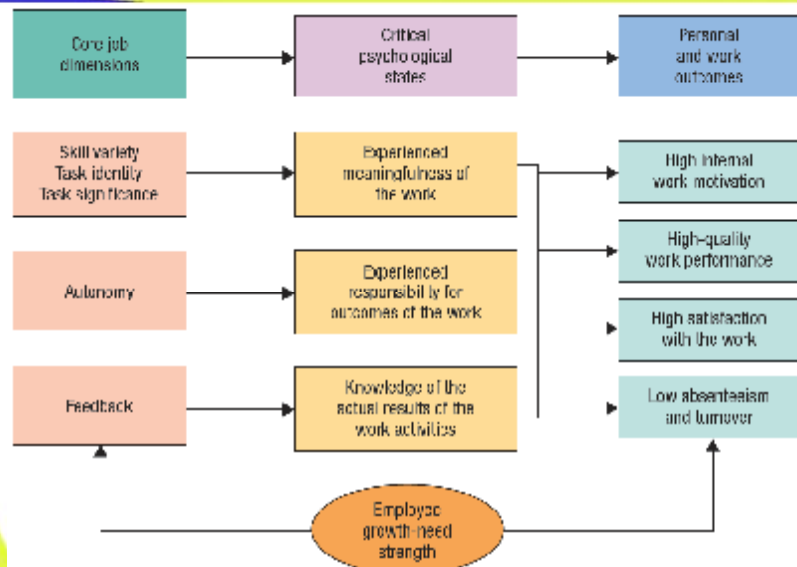 Core job
dimensions
Critical
psychological
states
Personal
and work
outcomes
Skill variety
Task identity
Task significance
Experienced
meaningfulness of
the work
High internal
work motivation
High-quality
work performance
Autonomy
Experienced
responsibility for
outcomes of the work
High satisfaction
with the work
Feedback
Knowledge of the
actual results of the
work activities
Low absenteeism
and turnover
Employee
growth-need
strength